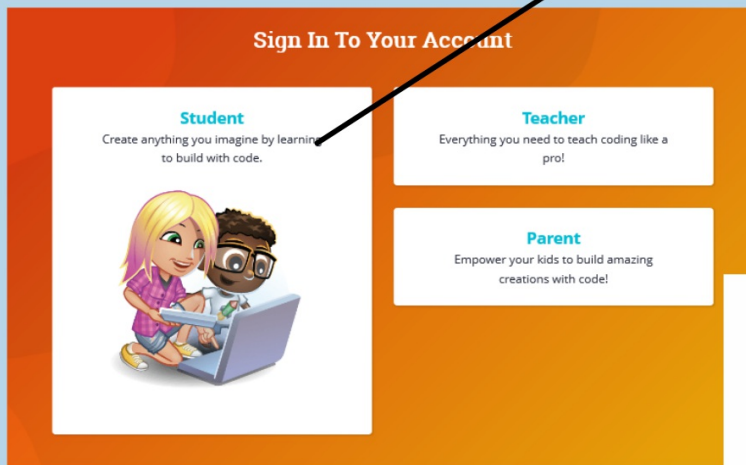 Sign In To Your Account
Student
Create anything you imagine by learning
to build with code.
Teacher
Everything you need to teach coding like a
pro!
Parent
Empower your kids to build amazing
creations with code!